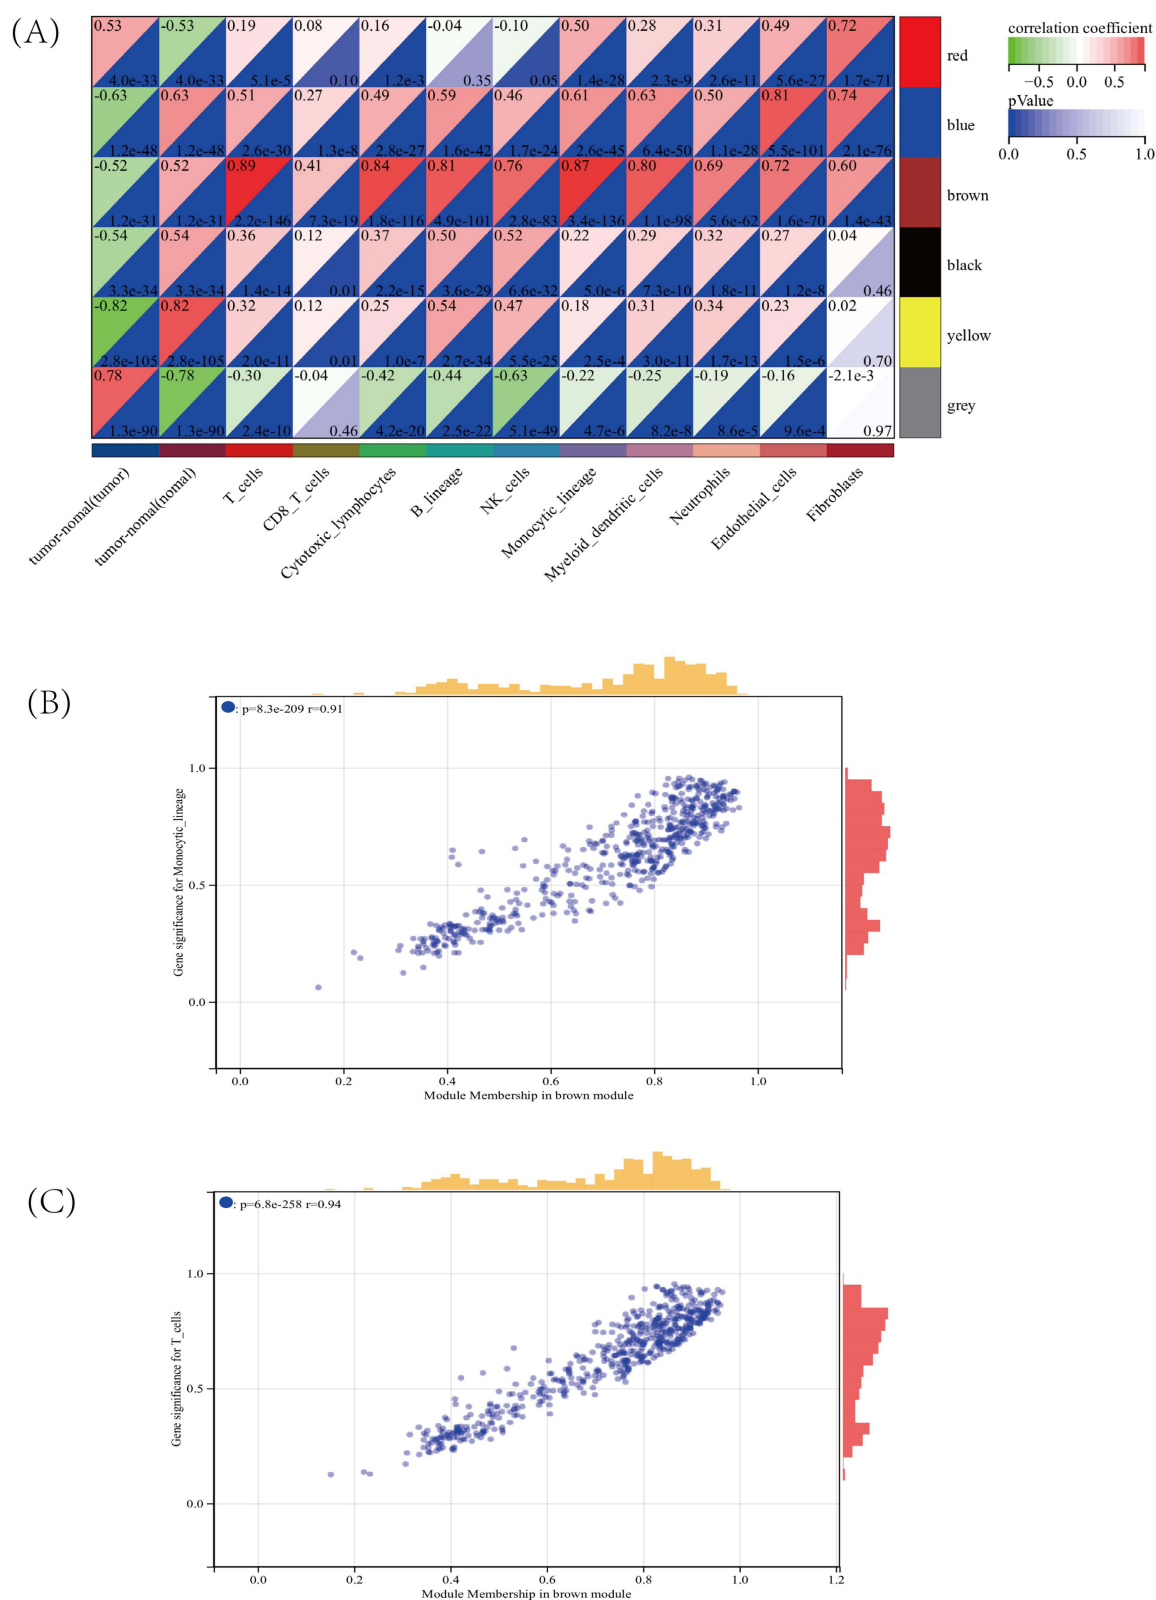 (A)
0.53 -0.53 0.19 0.08 0.16 -0.04 -0.10 0.50 0.28 0.31 0.49 0.72
4.0e-33 4.0e-33 5.1e-5 0.10 1.2e-3 0.35 0.05 1.4e-28 2.3e-9 2.6e-11 5.6e-27 1.7e-71
red
-0.63 0.63 0.51 0.27 0.49 0.59 0.46 0.61 0.63 0.50 0.81 0.74
1.2e-48 1.2e-48 2.6e-30 1.3e-8 2.8e-27 1.6e-42 1.7e-24 2.6e-45 6.4e-50 1.1e-28 5.5e-101 2.1e-76
blue
-0.52 0.52 0.89 0.41 0.84 0.81 0.76 0.87 0.80 0.69 0.72 0.60
1.2e-31 1.2e-31 2.2e-146 7.3e-19 1.8e-116 4.9e-101 2.8e-83 3.4e-136 1.1e-98 5.6e-62 1.6e-70 1.4e-43
brown
-0.54 0.54 0.36 0.12 0.37 0.50 0.52 0.22 0.29 0.32 0.27 0.04
3.3e-34 3.3e-34 1.4e-14 0.01 2.2e-15 3.6e-29 6.6e-32 5.0e-6 7.3e-10 1.8e-11 1.2e-8 0.46
black
-0.82 0.82 0.32 0.12 0.25 0.54 0.47 0.18 0.31 0.34 0.23 0.02
2.8e-105 2.8e-105 2.0e-11 0.01 1.0e-7 2.7e-34 5.5e-25 2.5e-4 3.0e-11 1.7e-13 1.5e-6 0.70
yellow
0.78 -0.78 -0.30 -0.04 -0.42 -0.44 -0.63 -0.22 -0.25 -0.19 -0.16 -2.1e-3
1.3e-90 1.3e-90 2.4e-10 0.46 4.2e-20 2.5e-22 5.1e-49 4.7e-6 8.2e-8 8.6e-5 9.6e-4 0.97
grey
tumor-nomal(tumor)
tumor-nomal(nomal)
T_cells
CD8_T_cells
Cytotoxic_lymphocytes
B_lineage
NK_cells
Monocytic_lineage
Myeloid_dendritic_cells
Neutrophils
Endothelial_cells
Fibroblasts
correlation coefficient
−0.5 0.0 0.5
pValue
0.0 0.5 1.0
(B)
: p=8.3e-209 r=0.91
Gene significance for Monocytic_lineage
1.0
0.5
0.0
0.0 0.2 0.4 0.6 0.8 1.0
Module Membership in brown module
(C)
: p=6.8e-258 r=0.94
Gene significance for T_cells
1.0
0.5
0.0
0.0 0.2 0.4 0.6 0.8 1.0 1.2
Module Membership in brown module